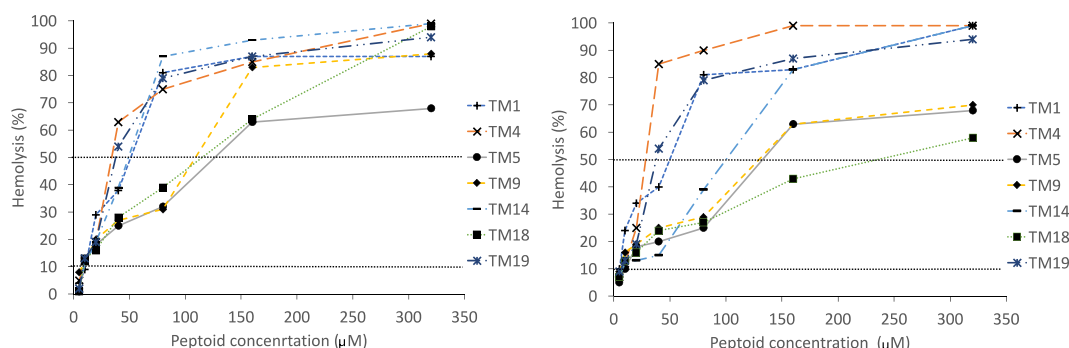 100
90
80
70
60
50
40
30
20
10
0
Hemolysis (%)
0 50 100 150 200 250 300 350
Peptoid concenrtation (µM)
TM1
TM4
TM5
TM9
TM14
TM18
TM19
100
90
80
70
60
50
40
30
20
10
0
Hemolysis (%)
0 50 100 150 200 250 300 350
Peptoid concentration (µM)
TM1
TM4
TM5
TM9
TM14
TM18
TM19